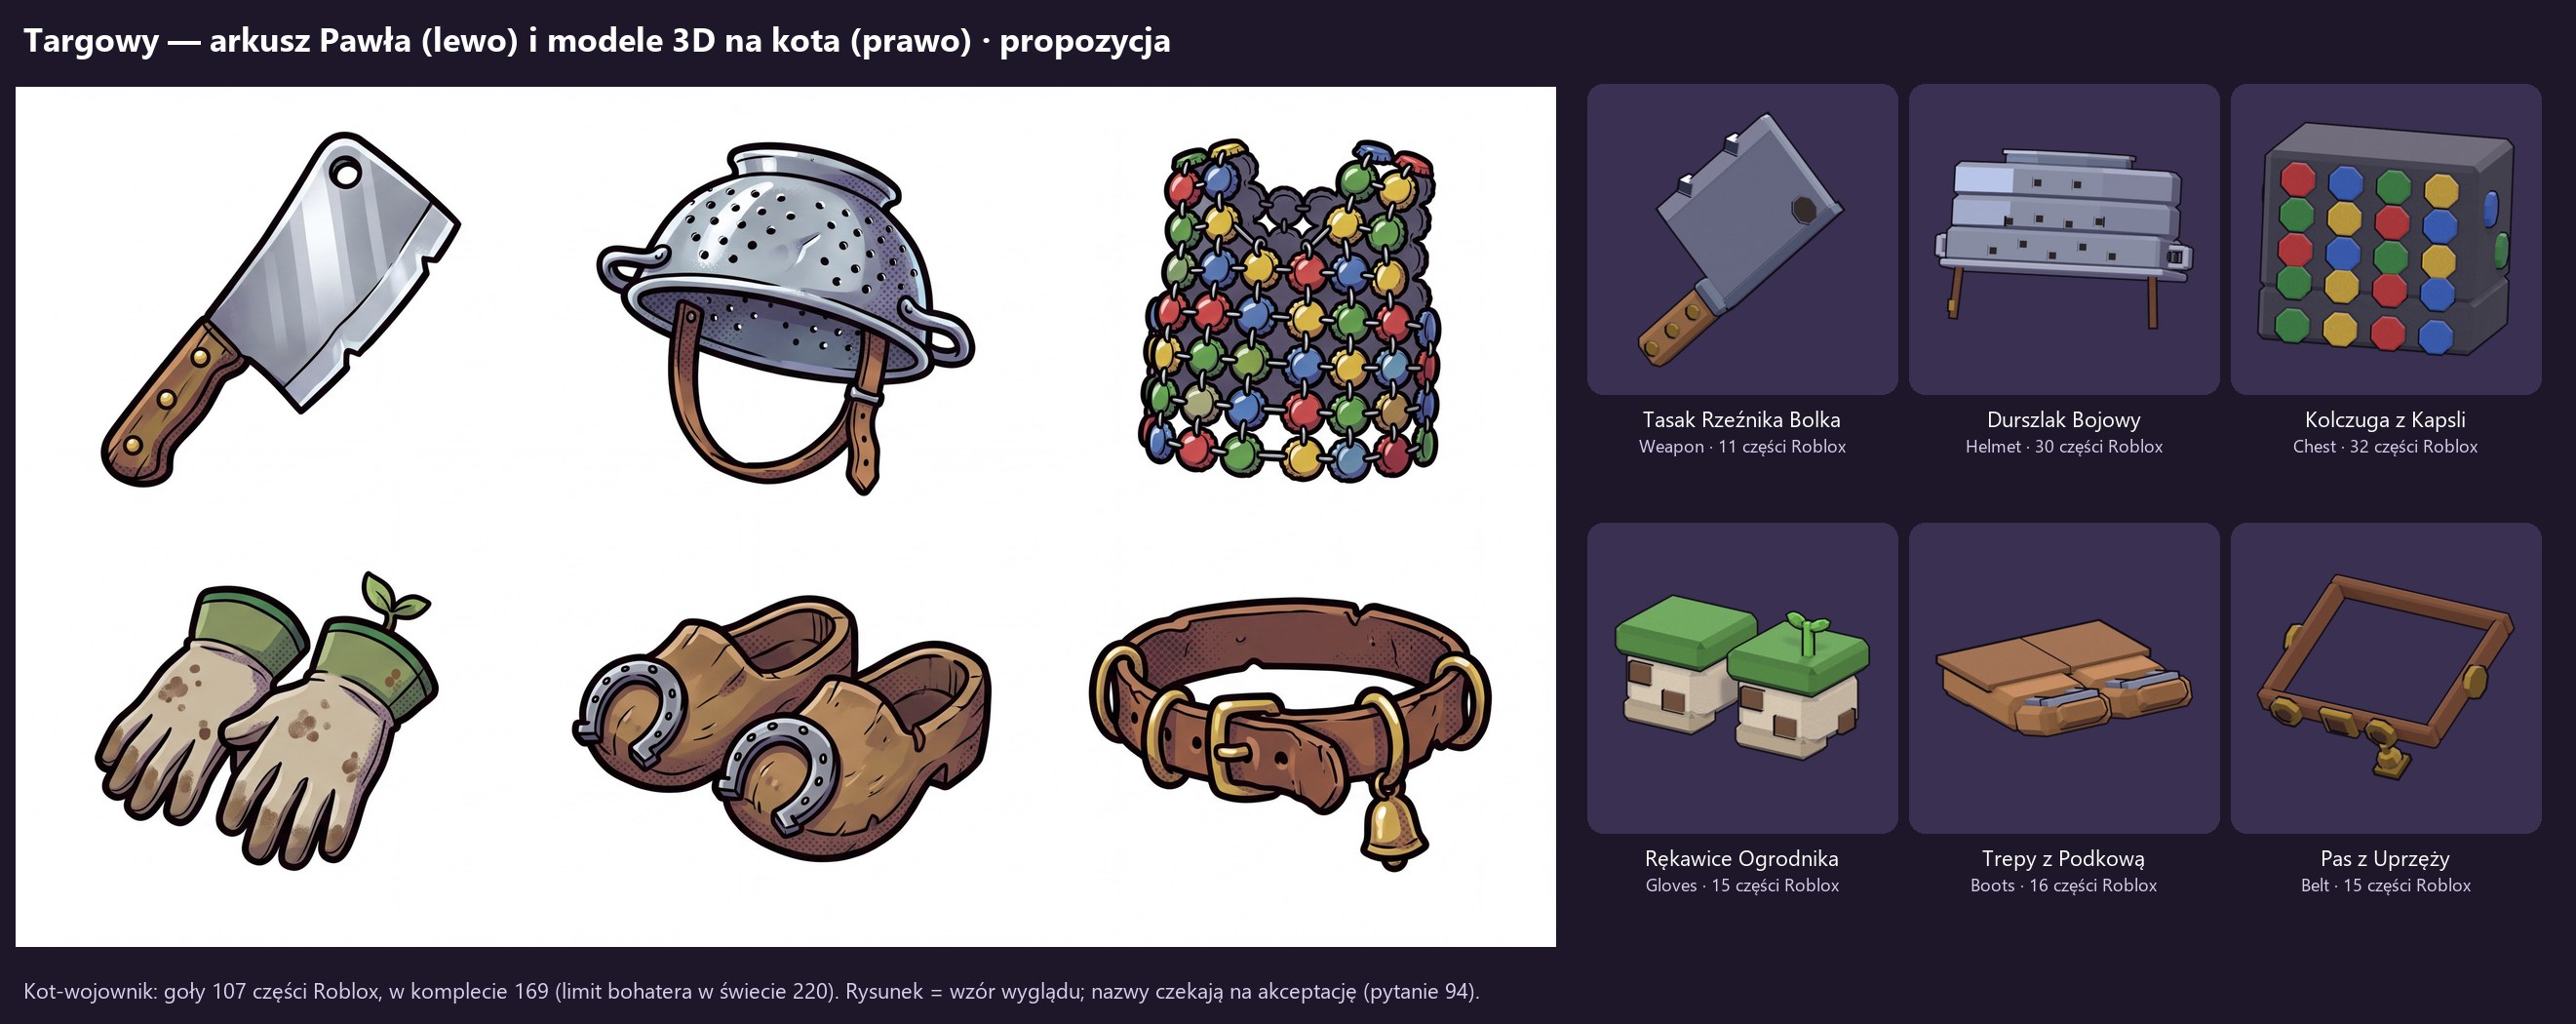 Targowy — arkusz Pawła (lewo) i modele 3D na kota (prawo) · propozycja
Tasak Rzeźnika Bolka
Weapon · 11 części Roblox
Durszlak Bojowy
Helmet · 30 części Roblox
Kolczuga z Kapsli
Chest · 32 części Roblox
Rękawice Ogrodnika
Gloves · 15 części Roblox
Trepy z Podkową
Boots · 16 części Roblox
Pas z Uprzęży
Belt · 15 części Roblox
Kot-wojownik: goły 107 części Roblox, w komplecie 169 (limit bohatera w świecie 220). Rysunek = wzór wyglądu; nazwy czekają na akceptację (pytanie 94).